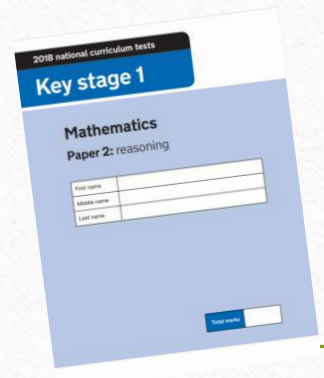 2018 national curriculum tests
Key stage 1
Mathematics
Paper 2: reasoning
First name
Middle name
Last name
Total marks